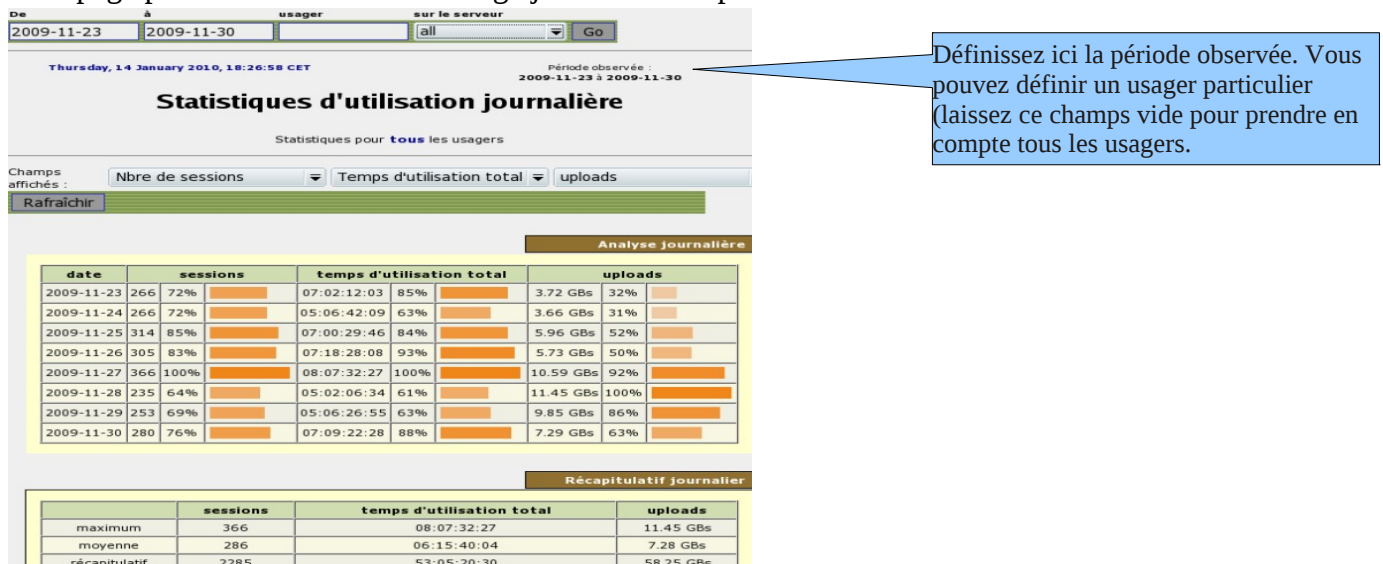 De à usager sur le serveur
2009-11-23 2009-11-30 all Go
Thursday, 14 January 2010, 18:26:58 CET
Période observée :
2009-11-23 à 2009-11-30
Statistiques d'utilisation journalière
Statistiques pour tous les usagers
Champs affichés : Nbre de sessions Temps d'utilisation total uploads
Rafraîchir
Analyse journalière
date sessions temps d'utilisation total uploads
2009-11-23 266 72% 07:02:12:03 85% 3.72 GBs 32%
2009-11-24 266 72% 05:06:42:09 63% 3.66 GBs 31%
2009-11-25 314 85% 07:00:29:46 84% 5.96 GBs 52%
2009-11-26 305 83% 07:18:28:08 93% 5.73 GBs 50%
2009-11-27 366 100% 08:07:32:27 100% 10.59 GBs 92%
2009-11-28 235 64% 05:02:06:34 61% 11.45 GBs 100%
2009-11-29 253 69% 05:06:26:55 63% 9.85 GBs 86%
2009-11-30 280 76% 07:09:22:28 88% 7.29 GBs 63%
Récapitulatif journalier
sessions temps d'utilisation total uploads
maximum 366 08:07:32:27 11.45 GBs
moyenne 286 06:15:40:04 7.28 GBs
récapitulatif 2285 53:05:20:30 58.25 GBs
Définissez ici la période observée. Vous
pouvez définir un usager particulier
(laissez ce champs vide pour prendre en
compte tous les usagers.